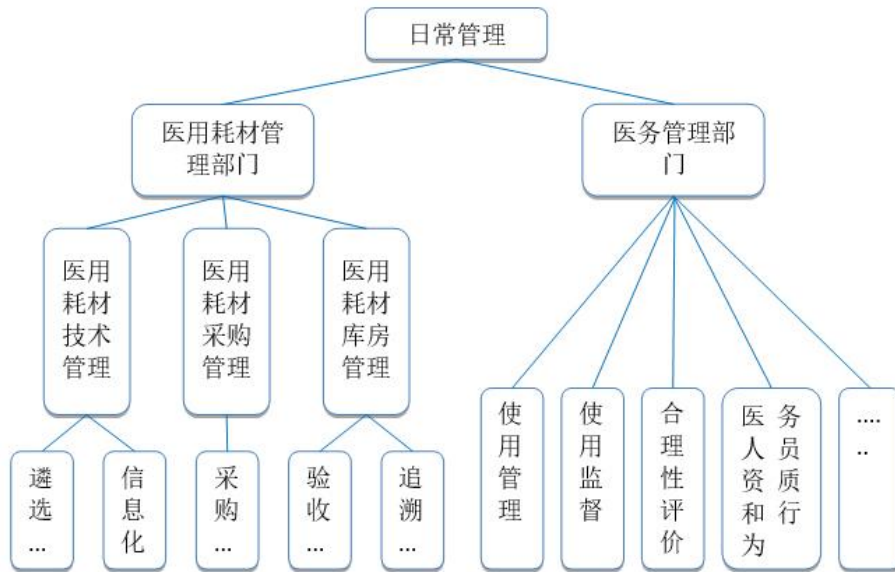 日常管理
医用耗材管
理部门
医务管理部
门
医用
耗材
技术
管理
医用
耗材
采购
管理
医用
耗材
库房
管理
遴
选
...
信
息
化
采
购
...
验
收
...
追
溯
...
使
用
管
理
使
用
监
督
合
理
性
评
价
医务
人员
资质
和行
为
....
..